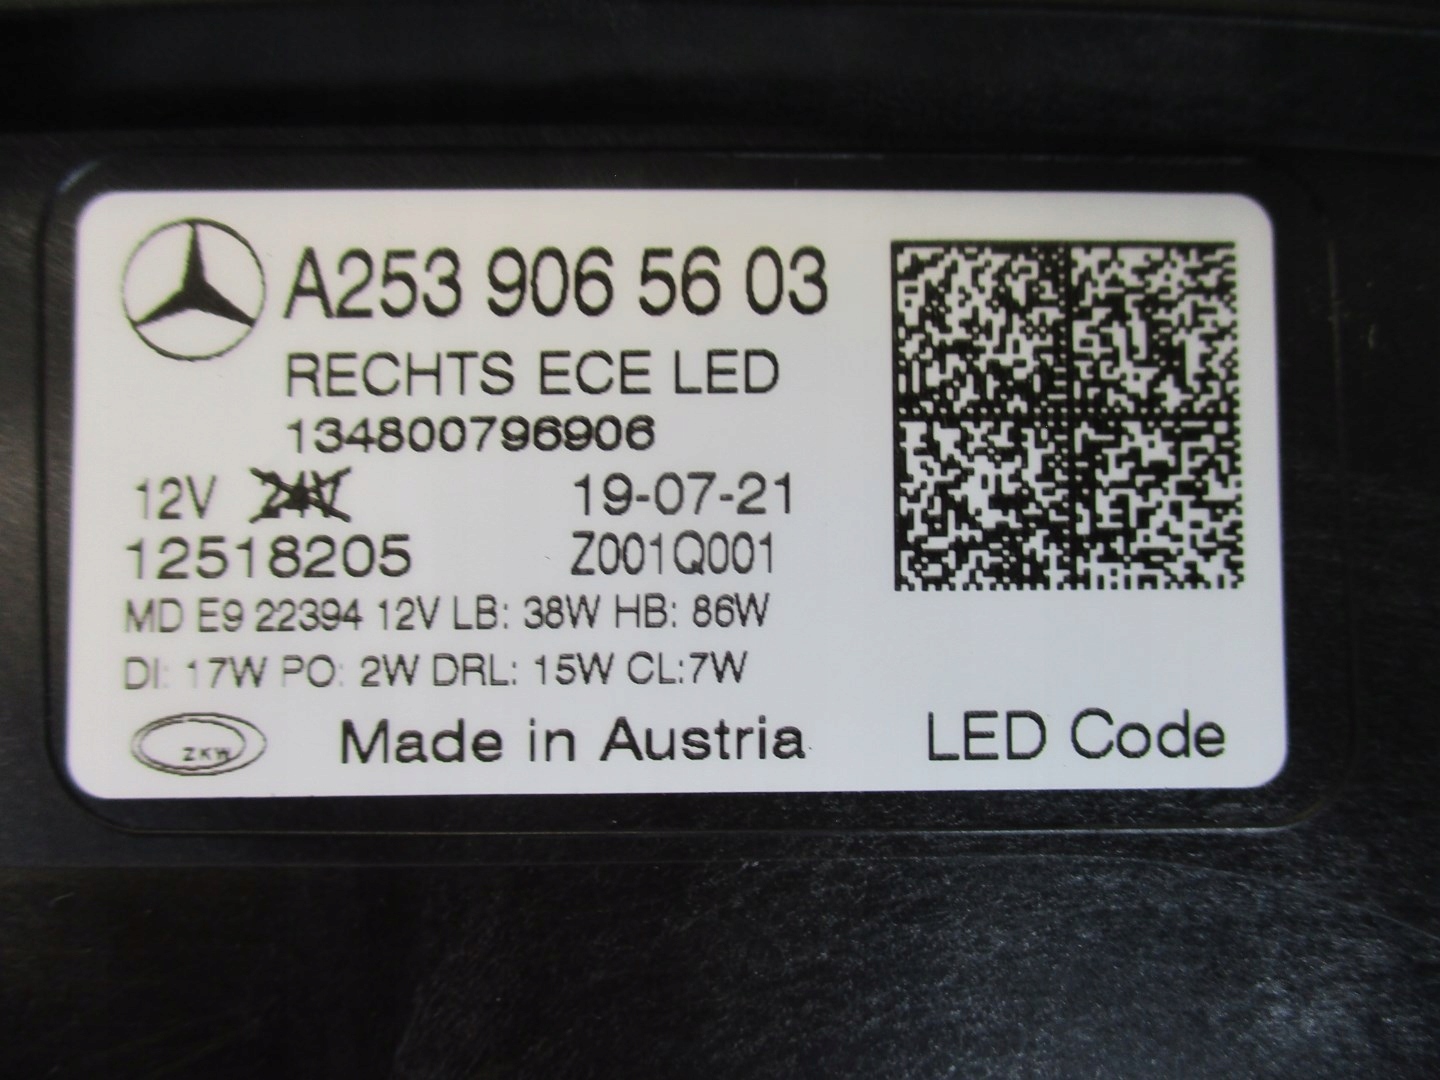 A253 906 56 03
RECHTS ECE LED
134800796906
12V 24V 19-07-21
12518205 Z001Q001
MD E9 22394 12V LB: 38W HB: 86W
DI: 17W PO: 2W DRL: 15W CL:7W
ZKW Made in Austria LED Code